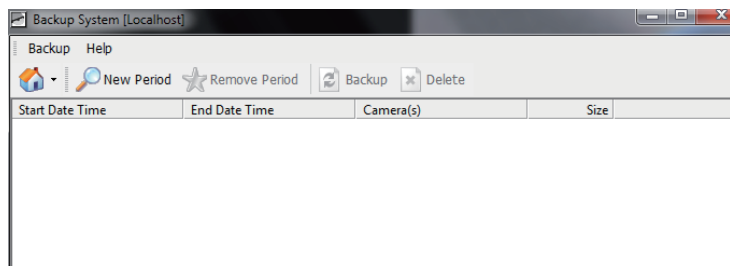 Backup System [Localhost]
Backup Help
New Period Remove Period Backup Delete
Start Date Time End Date Time Camera(s) Size